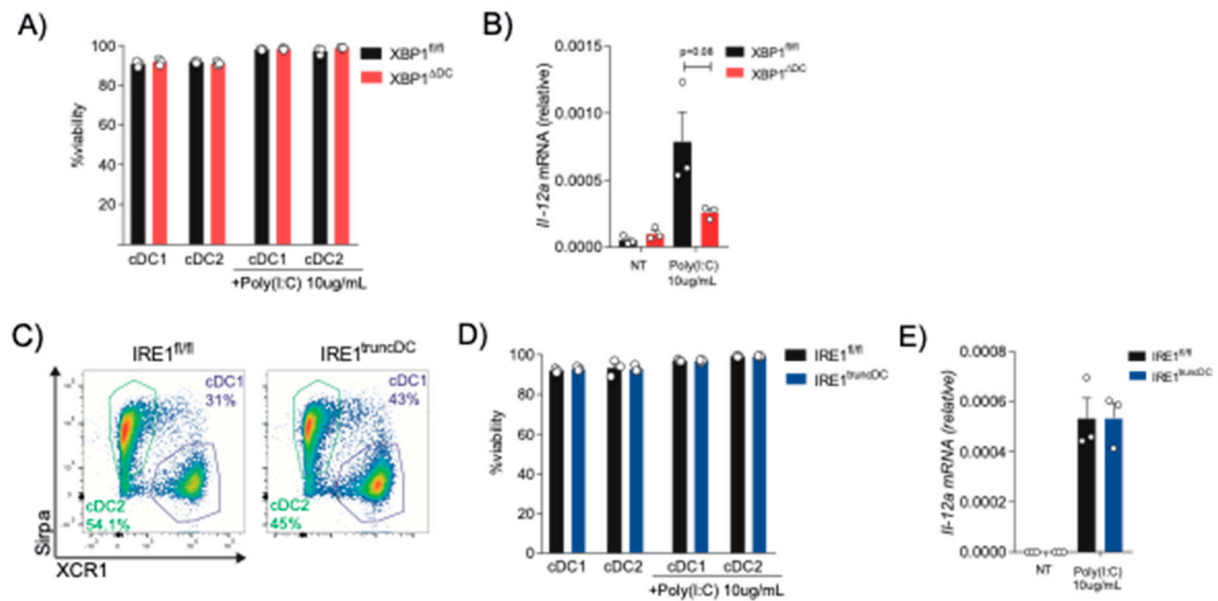 A)
100
80
60
40
20
%viability
XBP1fl/fl
XBP1ΔDC
cDC1 cDC2 cDC1 cDC2
+Poly(I:C) 10ug/mL
B)
0.0015
0.0010
0.0005
0.0000
Il-12a mRNA (relative)
p=0.06
XBP1fl/fl
XBP1ΔDC
NT Poly(I:C)
10ug/mL
C)
IRE1fl/fl
IRE1truncDC
cDC1
31%
cDC2
54.1%
cDC1
43%
cDC2
45%
Sirpa
XCR1
D)
100
80
60
40
20
0
%viability
IRE1fl/fl
IRE1truncDC
cDC1 cDC2 cDC1 cDC2
+Poly(I:C) 10ug/mL
E)
0.0008
0.0006
0.0004
0.0002
0.0000
Il-12a mRNA (relative)
IRE1fl/fl
IRE1truncDC
NT Poly(I:C)
10ug/mL